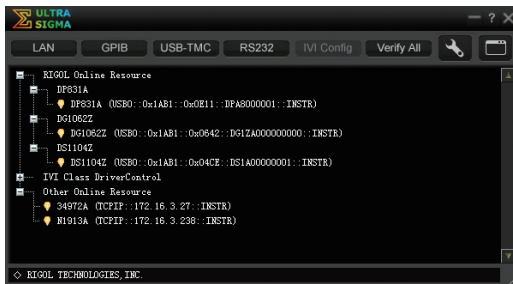 ULTRA
SIGMA
LAN GPIB USB-TMC RS232 IVI Config Verify All
RIGOL Online Resource
DP831A
DP831A (USB0::0x1AB1::0x0E11::DPA8000001::INSTR)
DG1062Z
DG1062Z (USB0::0x1AB1::0x0642::DG1ZA000000000::INSTR)
DS1104Z
DS1104Z (USB0::0x1AB1::0x04CE::DS1A00000001::INSTR)
IVI Class DriverControl
Other Online Resource
34972A (TCPIP::172.16.3.27::INSTR)
N1913A (TCPIP::172.16.3.238::INSTR)
RIGOL TECHNOLOGIES,INC.